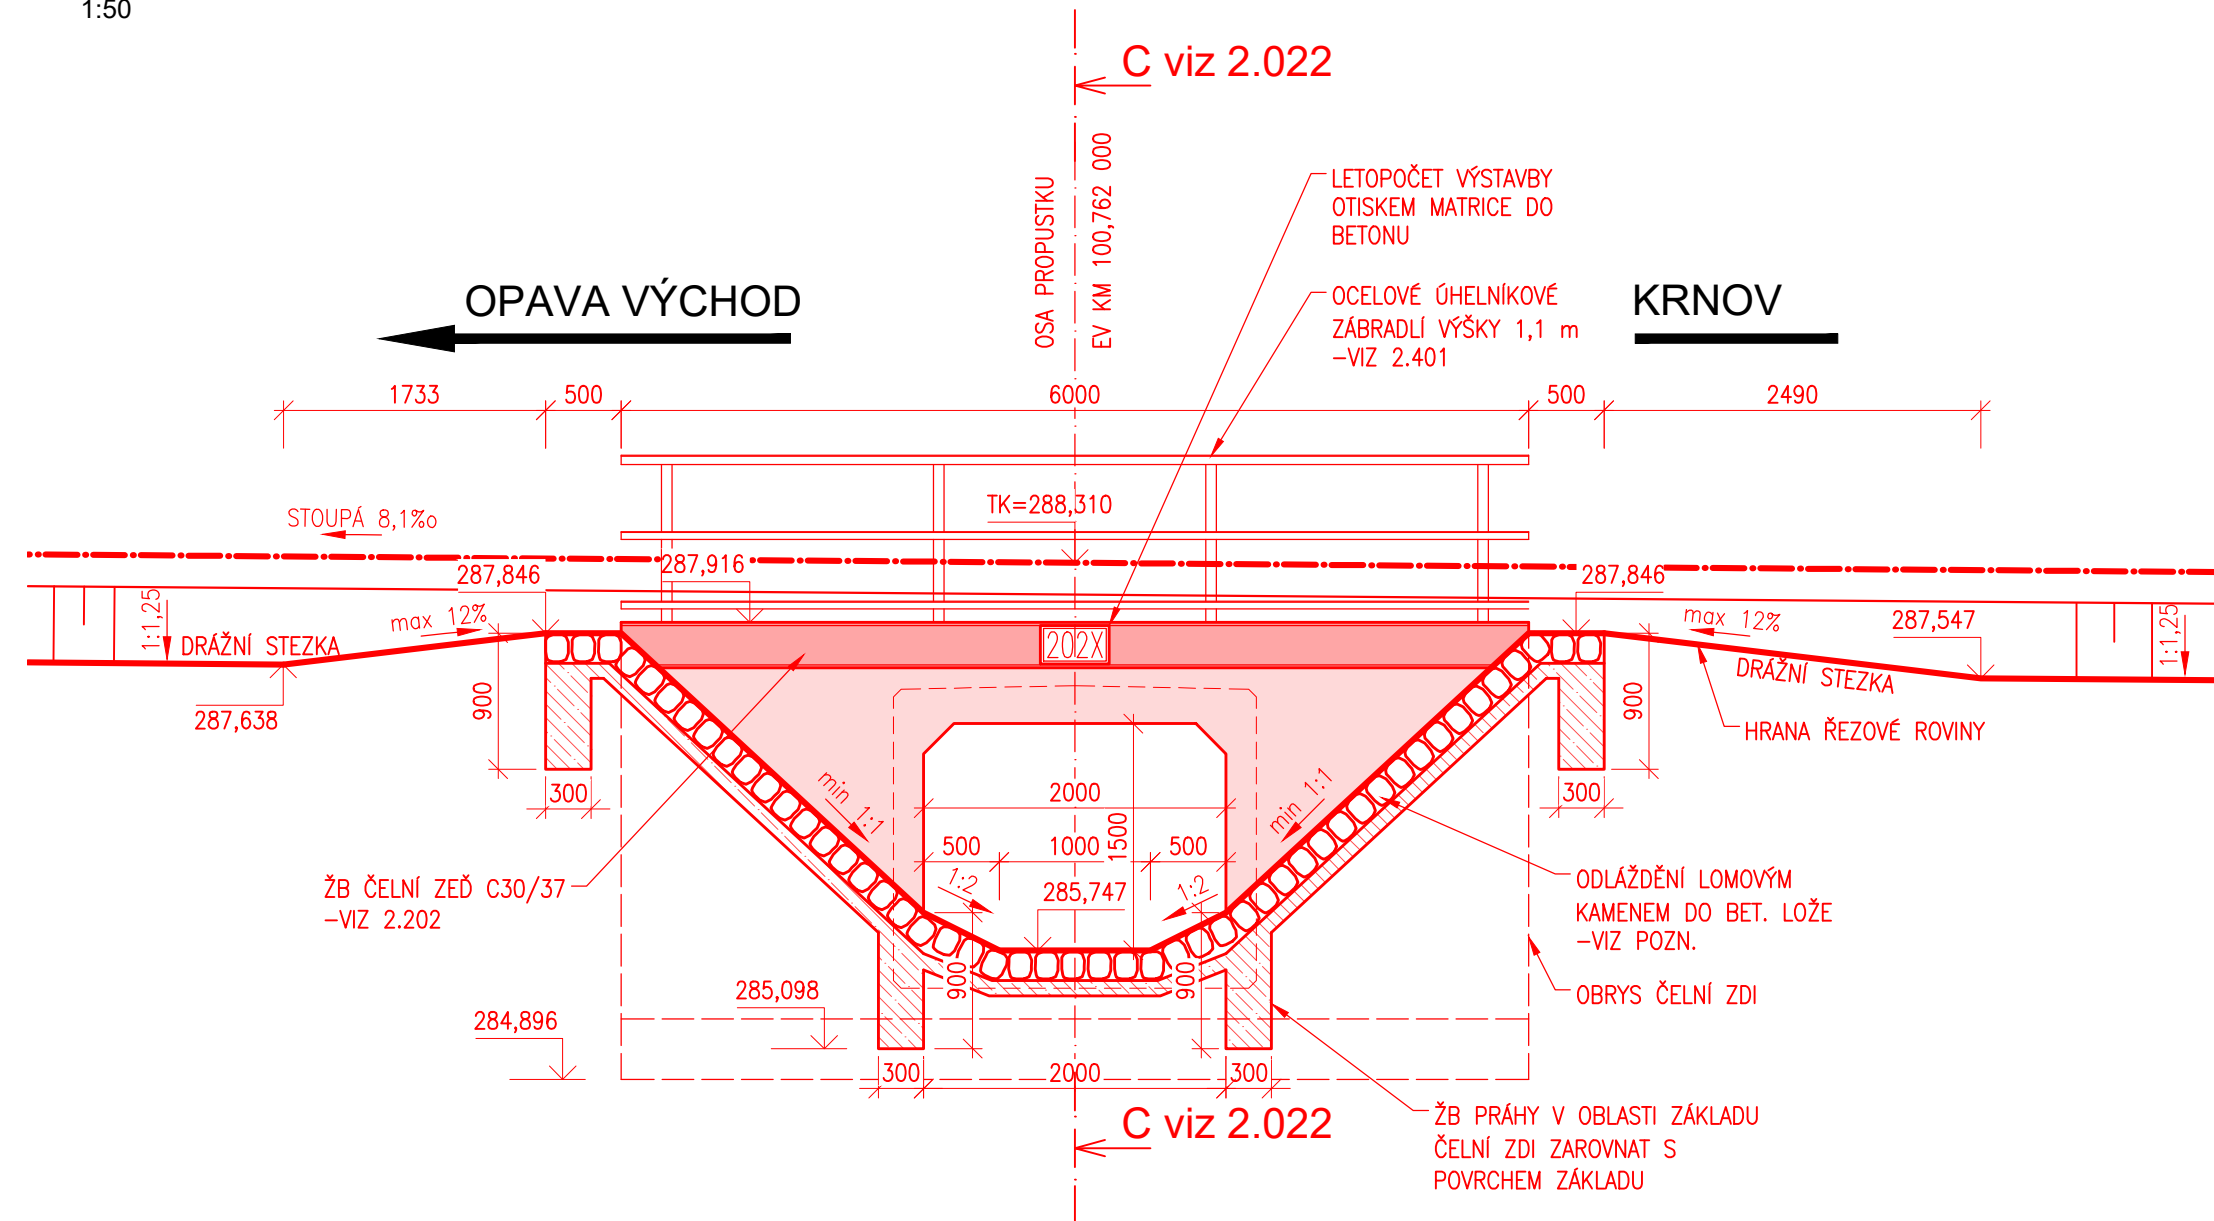 1:50
C viz 2.022
OSA PROPUSTKU
EV KM 100,762 000
LETOPOČET VÝSTAVBY
OTISKEM MATRICE DO
BETONU
OPAVA VÝCHOD
OCELOVÉ ÚHELNÍKOVÉ
ZÁBRADLÍ VÝŠKY 1,1 m
-VIZ 2.401
KRNOV
1733
500
6000
500
2490
STOUPÁ 8,1‰
TK=288,310
287,846
287,916
287,846
1:1,25
DRÁŽNÍ STEZKA
max 12%
202X
max 12%
287,547
1:1,25
DRÁŽNÍ STEZKA
287,638
900
900
HRANA ŘEZOVÉ ROVINY
300
min 1:1
2000
min 1:1
300
500
1000
1500
500
ŽB ČELNÍ ZEĎ C30/37
-VIZ 2.202
1:2
285,747
1:2
ODLÁŽDĚNÍ LOMOVÝM
KAMENEM DO BET. LOŽE
-VIZ POZN.
900
900
285,098
284,896
OBRYS ČELNÍ ZDI
300
2000
300
C viz 2.022
ŽB PRÁHY V OBLASTI ZÁKLADU
ČELNÍ ZDI ZAROVNAT S
POVRCHEM ZÁKLADU